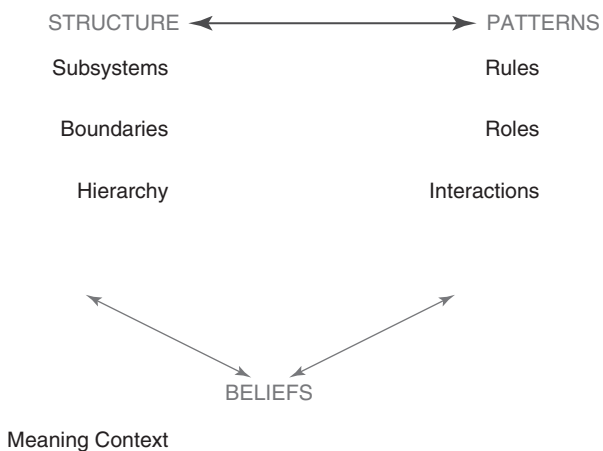 STRUCTURE PATTERNS
Subsystems Rules
Boundaries Roles
Hierarchy Interactions
BELIEFS
Meaning Context